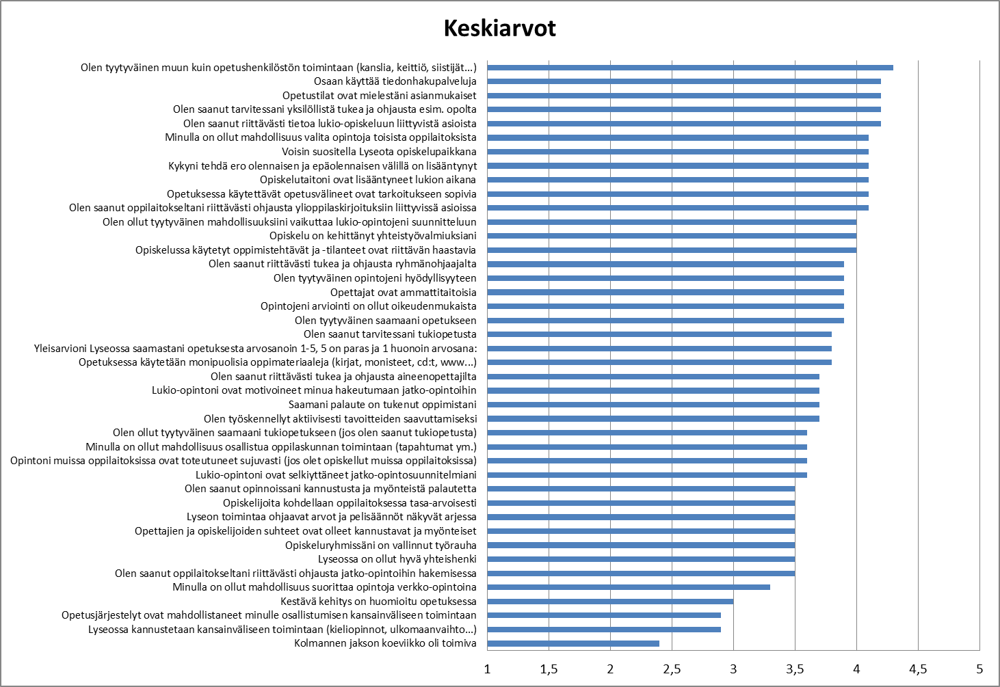 Keskiarvot
Olen tyytyväinen muun kuin opetushenkilöstön toimintaan (kanslia, keittiö, siistijät...)
Osaan käyttää tiedonhakupalveluja
Opetustilat ovat mielestäni asianmukaiset
Olen saanut tarvitessani yksilöllistä tukea ja ohjausta esim. opolta
Olen saanut riittävästi tietoa lukio-opiskeluun liittyvistä asioista
Minulla on ollut mahdollisuus valita opintoja toisista oppilaitoksista
Voisin suositella Lyseota opiskelupaikkana
Kykyni tehdä ero olennaisen ja epäolennaisen välillä on lisääntynyt
Opiskelutaitoni ovat lisääntyneet lukion aikana
Opetuksessa käytettävät opetusvälineet ovat tarkoitukseen sopivia
Olen saanut oppilaitokseltani riittävästi ohjausta ylioppilaskirjoituksiin liittyvissä asioissa
Olen ollut tyytyväinen mahdollisuuksiini vaikuttaa lukio-opintojeni suunnitteluun
Opiskelu on kehittänyt yhteistyövalmiuksiani
Opiskelussa käytetyt oppimistehtävät ja -tilanteet ovat riittävän haastavia
Olen saanut riittävästi tukea ja ohjausta ryhmänohjaajalta
Olen tyytyväinen opintojeni hyödyllisyyteen
Opettajat ovat ammattitaitoisia
Opintojeni arviointi on ollut oikeudenmukaista
Olen tyytyväinen saamaani opetukseen
Olen saanut tarvitessani tukiopetusta
Yleisarvioni Lyseossa saamastani opetuksesta arvosanoin 1-5, 5 on paras ja 1 huonoin arvosana:
Opetuksessa käytetään monipuolisia oppimateriaaleja (kirjat, monisteet, cd:t, www...)
Olen saanut riittävästi tukea ja ohjausta aineenopettajilta
Lukio-opintoni ovat motivoineet minua hakeutumaan jatko-opintoihin
Saamani palaute on tukenut oppimistani
Olen työskennellyt aktiivisesti tavoitteiden saavuttamiseksi
Olen ollut tyytyväinen saamaani tukiopetukseen (jos olen saanut tukiopetusta)
Minulla on ollut mahdollisuus osallistua oppilaskunnan toimintaan (tapahtumat ym.)
Opintoni muissa oppilaitoksissa ovat toteutuneet sujuvasti (jos olet opiskellut muissa oppilaitoksissa)
Lukio-opintoni ovat selkiyttäneet jatko-opintosuunnitelmiani
Olen saanut opinnoissani kannustusta ja myönteistä palautetta
Opiskelijoita kohdellaan oppilaitoksessa tasa-arvoisesti
Lyseon toimintaa ohjaavat arvot ja pelisäännöt näkyvät arjessa
Opettajien ja opiskelijoiden suhteet ovat olleet kannustavat ja myönteiset
Opiskeluryhmissäni on vallinnut työrauha
Lyseossa on ollut hyvä yhteishenki
Olen saanut oppilaitokseltani riittävästi ohjausta jatko-opintoihin hakemisessa
Minulla on ollut mahdollisuus suorittaa opintoja verkko-opintoina
Kestävä kehitys on huomioitu opetuksessa
Opetusjärjestelyt ovat mahdollistaneet minulle osallistumisen kansainväliseen toimintaan
Lyseossa kannustetaan kansainväliseen toimintaan (kieliopinnot, ulkomaanvaihto...)
Kolmannen jakson koeviikko oli toimiva
1 1,5 2 2,5 3 3,5 4 4,5 5